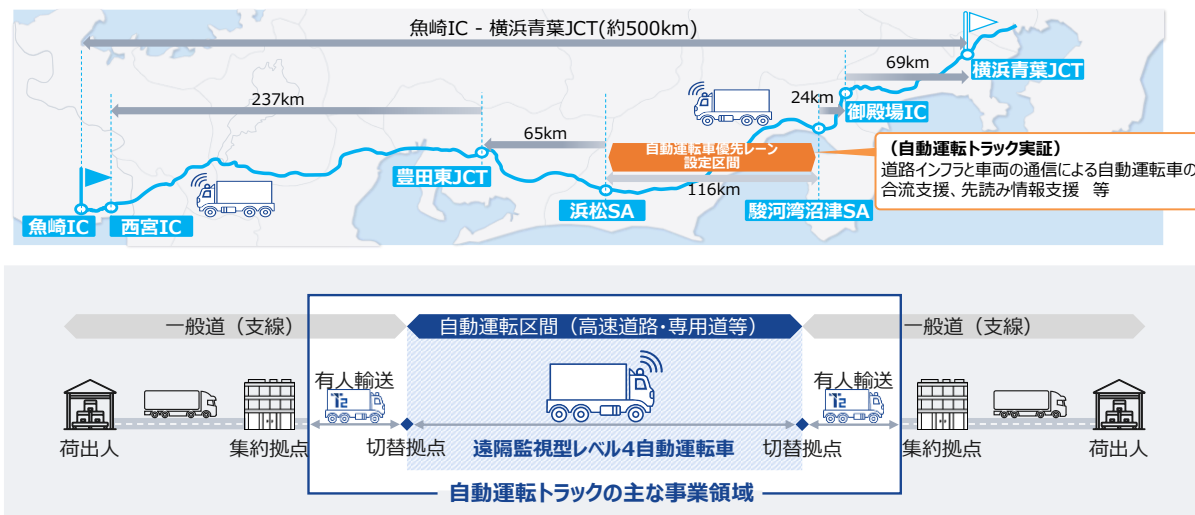 魚崎IC - 横浜青葉JCT(約500km)
69km
横浜青葉JCT
237km
24km
御殿場IC
65km
自動運転車優先レーン
設定区間
(自動運転トラック実証)
道路インフラと車両の通信による自動運転車の
合流支援、先読み情報支援 等
豊田東JCT
116km
浜松SA
駿河湾沼津SA
魚崎IC
西宮IC
一般道(支線)
自動運転区間(高速道路・専用道等)
一般道(支線)
有人輸送
有人輸送
T2
T2
荷出人
集約拠点
切替拠点
遠隔監視型レベル4自動運転車
切替拠点
集約拠点
荷出人
自動運転トラックの主な事業領域